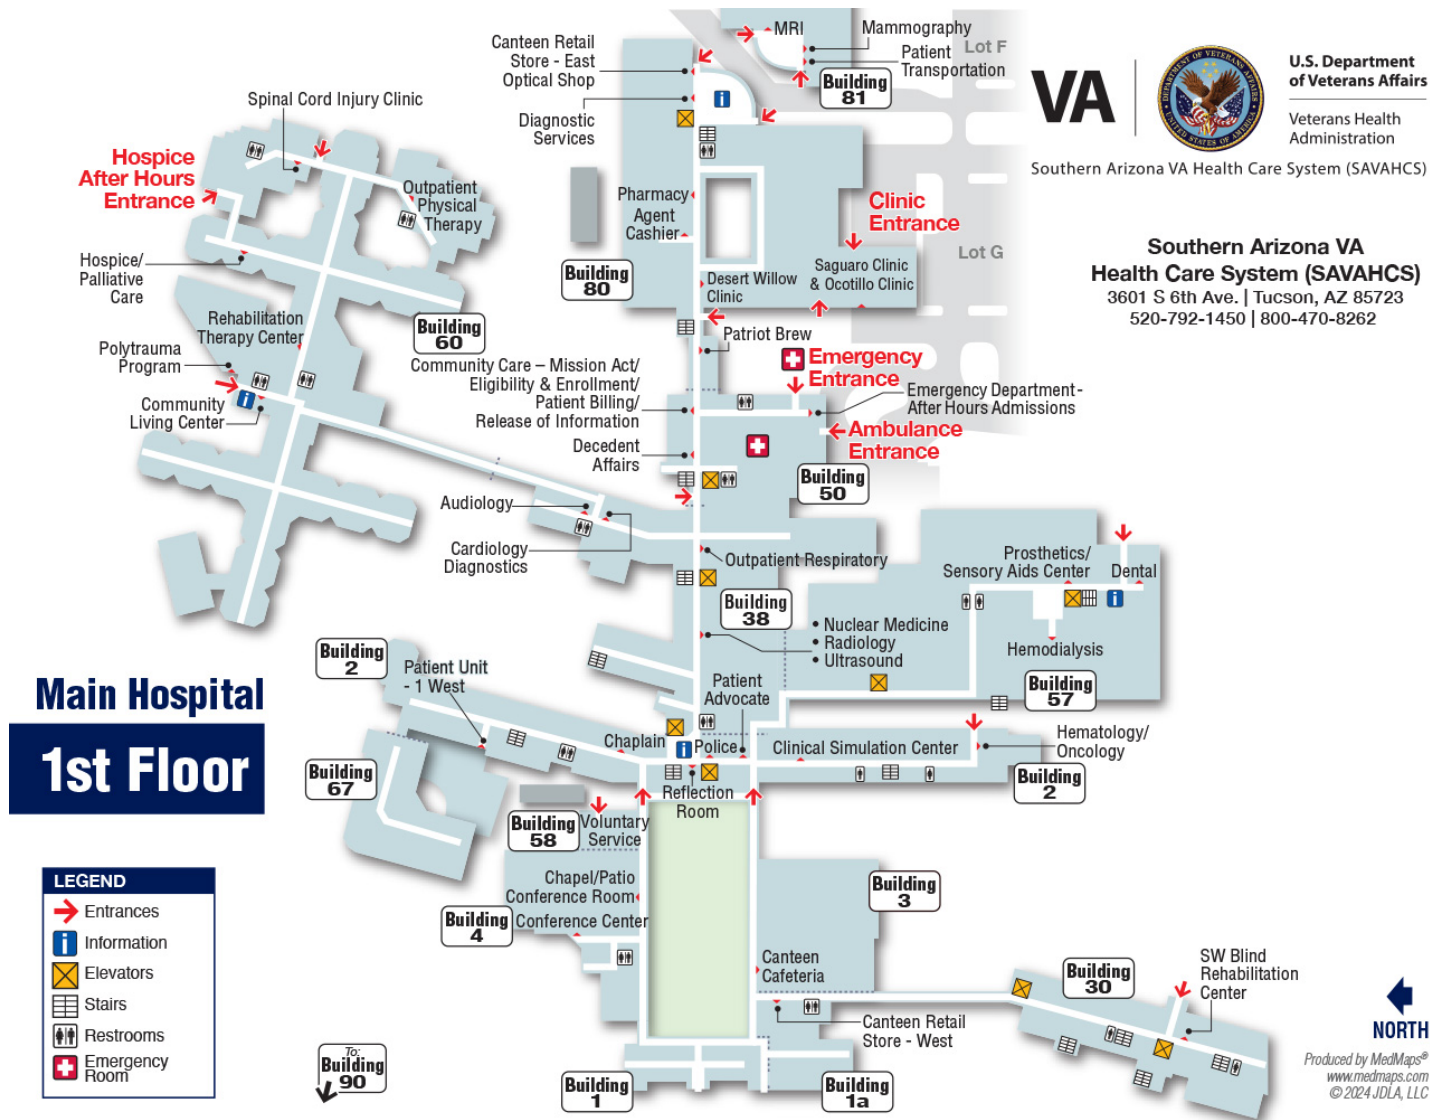 MRI
Mammography
Patient
Transportation
Lot F
Building
81
Canteen Retail
Store - East
Optical Shop
Diagnostic
Services
VA
DEPARTMENT OF VETERANS AFFAIRS
UNITED STATES OF AMERICA
U.S. Department
of Veterans Affairs
Veterans Health
Administration
Southern Arizona VA Health Care System (SAVAHCS)
Southern Arizona VA
Health Care System (SAVAHCS)
3601 S 6th Ave. | Tucson, AZ 85723
520-792-1450 | 800-470-8262
Spinal Cord Injury Clinic
Hospice
After Hours
Entrance
Outpatient
Physical
Therapy
Hospice/
Palliative
Care
Rehabilitation
Therapy Center
Building
60
Polytrauma
Program
Community
Living Center
Pharmacy
Agent
Cashier
Building
80
Clinic
Entrance
Lot G
Saguaro Clinic
& Ocotillo Clinic
Desert Willow
Clinic
Patriot Brew
Community Care – Mission Act/
Eligibility & Enrollment/
Patient Billing/
Release of Information
Decedent
Affairs
Emergency
Entrance
Emergency Department-
After Hours Admissions
Ambulance
Entrance
Building
50
Audiology
Cardiology
Diagnostics
Outpatient Respiratory
Building
38
• Nuclear Medicine
• Radiology
• Ultrasound
Prosthetics/
Sensory Aids Center
Dental
Hemodialysis
Building
57
Building
2
Patient Unit
- 1 West
Patient
Advocate
Chaplain
Police
Clinical Simulation Center
Hematology/
Oncology
Building
2
Reflection
Room
Building
67
Building
58
Voluntary
Service
Chapel/Patio
Conference Room
Building
4
Conference Center
Building
3
Canteen
Cafeteria
Canteen Retail
Store - West
Building
30
SW Blind
Rehabilitation
Center
Building
1
Building
1a
To:
Building
90
Main Hospital
1st Floor
LEGEND
Entrances
i Information
Elevators
Stairs
Restrooms
Emergency
Room
NORTH
Produced by MedMaps®
www.medmaps.com
© 2024 JDLA, LLC